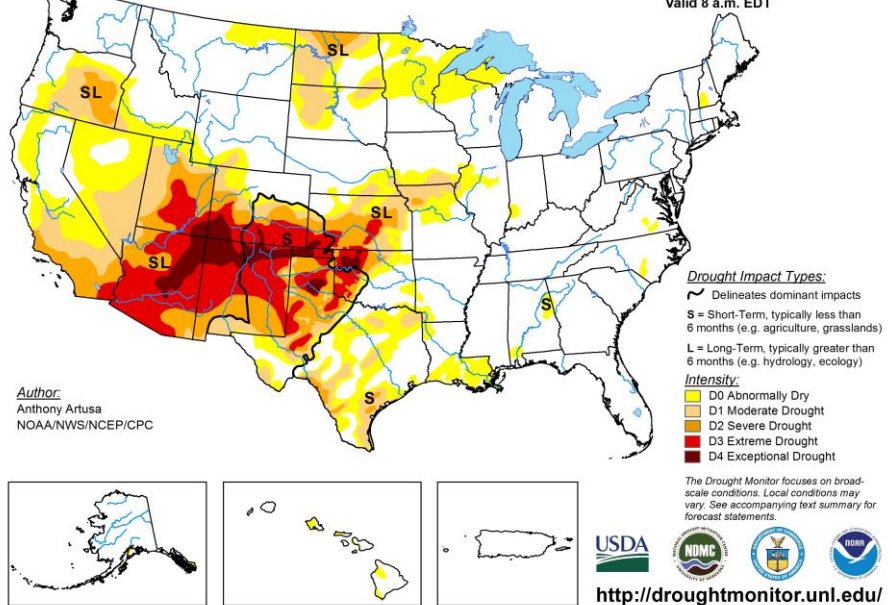 Valid 8 a.m. EDT
SL
SL
SL
S
SL
S
S
Drought Impact Types:
Delineates dominant impacts
S = Short-Term, typically less than
6 months (e.g. agriculture, grasslands)
L = Long-Term, typically greater than
6 months (e.g. hydrology, ecology)
Intensity:
D0 Abnormally Dry
D1 Moderate Drought
D2 Severe Drought
D3 Extreme Drought
D4 Exceptional Drought
Author:
Anthony Artusa
NOAA/NWS/NCEP/CPC
The Drought Monitor focuses on broad-
scale conditions. Local conditions may
vary. See accompanying text summary for
forecast statements.
USDA
NDMC
NOAA
http://droughtmonitor.unl.edu/